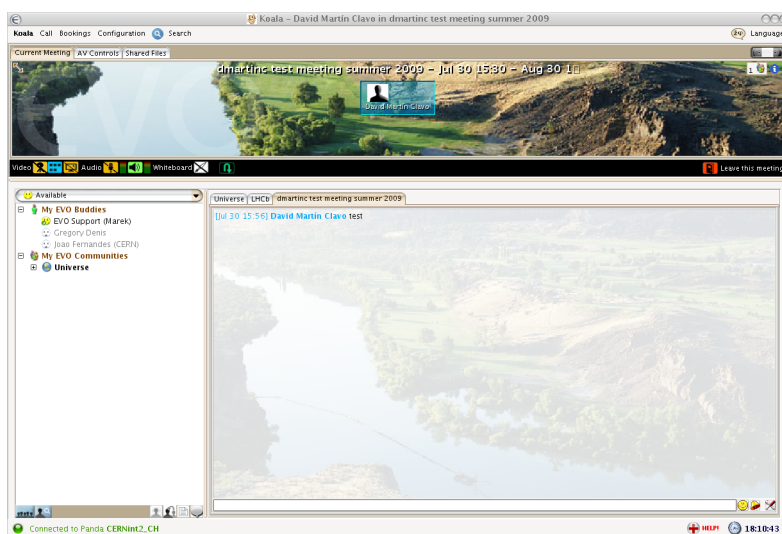 Koala – David Martín Clavo in dmartinc test meeting summer 2009
Koala Call Bookings Configuration Search Language
Current Meeting AV Controls Shared Files
dmartinc test meeting summer 2009 – Jul 30 15:30 – Aug 30 1
1
EVO
David Martín Clavo
Video Audio Whiteboard Leave this meeting
Available
Universe LHCb dmartinc test meeting summer 2009
My EVO Buddies
[Jul 30 15:56] David Martín Clavo test
EVO Support (Marek)
Gregory Denis
Joao Fernandes (CERN)
My EVO Communities
Universe
Connected to Panda CERNint2_CH
HELP!
18:10:43